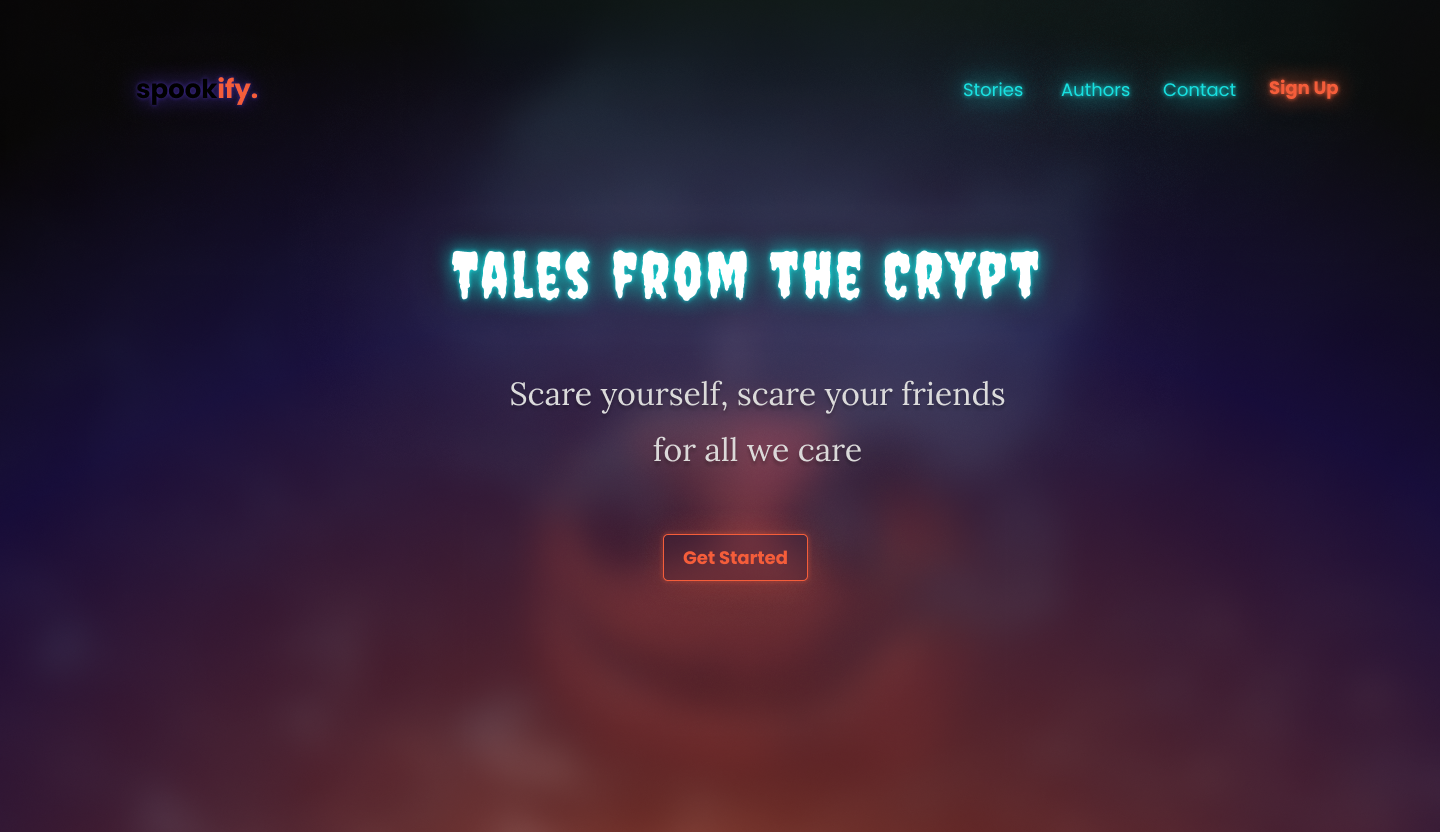 spookify.
Stories Authors Contact Sign Up
TALES FROM THE CRYPT
Scare yourself, scare your friends
for all we care
Get Started